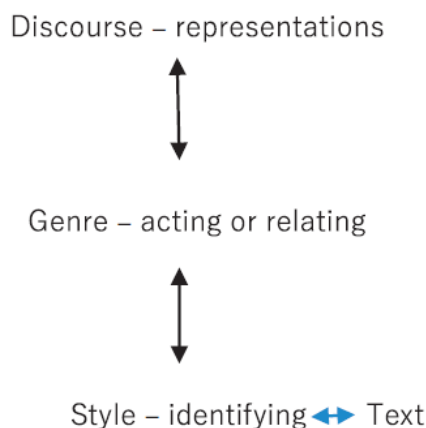 Discourse – representations
Genre – acting or relating
Style – identifying Text